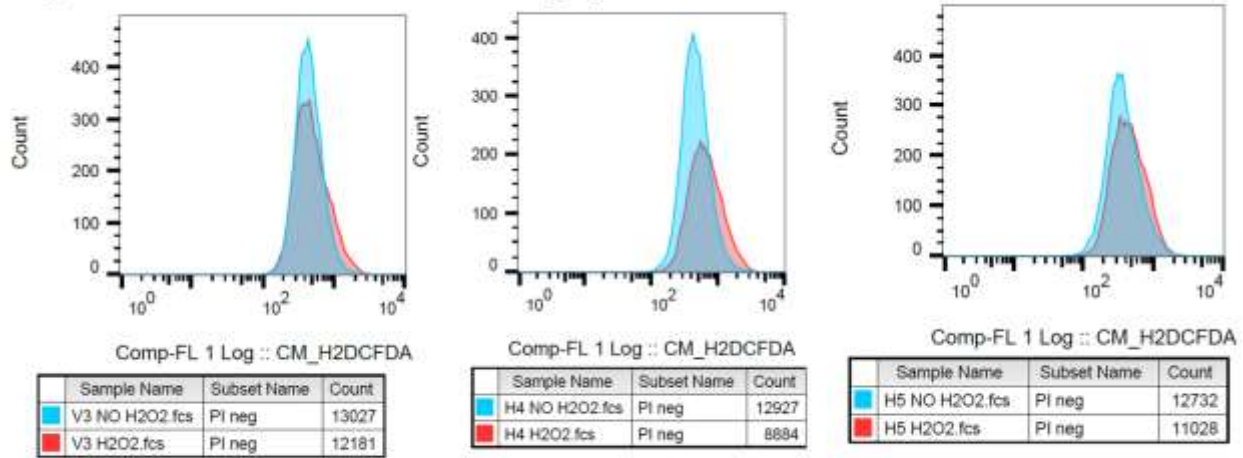 400
300
200
100
0
Count
10^0
10^2
10^4
Comp-FL 1 Log :: CM_H2DCFDA
Sample Name Subset Name Count
V3 NO H2O2.fcs PI neg 13027
V3 H2O2.fcs PI neg 12181
400
300
200
100
0
Count
10^0
10^2
10^4
Comp-FL 1 Log :: CM_H2DCFDA
Sample Name Subset Name Count
H4 NO H2O2.fcs PI neg 12927
H4 H2O2.fcs PI neg 8884
400
300
200
100
0
Count
10^0
10^2
10^4
Comp-FL 1 Log :: CM_H2DCFDA
Sample Name Subset Name Count
H5 NO H2O2.fcs PI neg 12732
H5 H2O2.fcs PI neg 11028